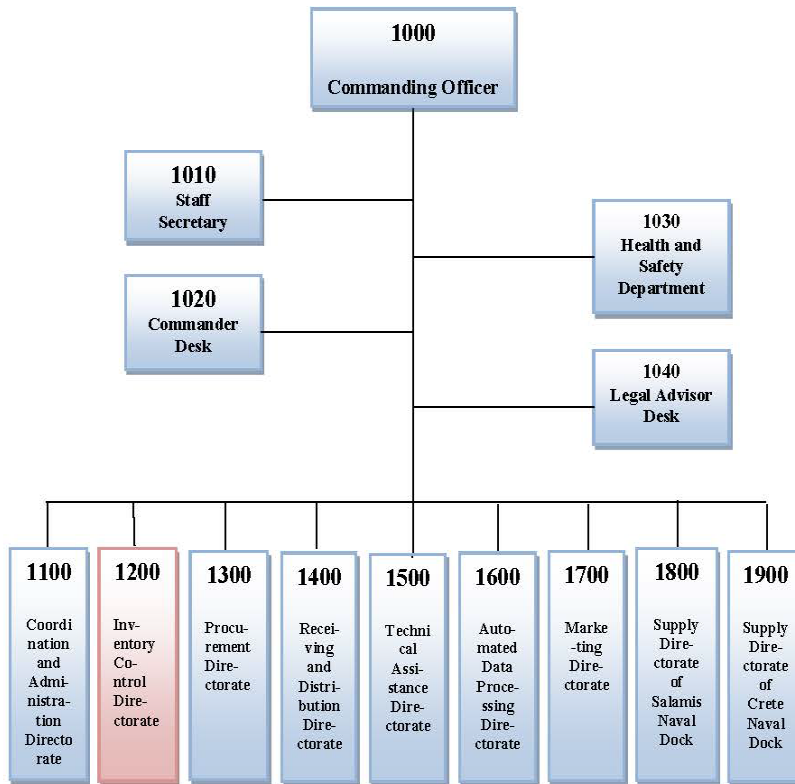 1000
Commanding Officer
1010
Staff
Secretary
1030
Health and
Safety
Department
1020
Commander
Desk
1040
Legal Advisor
Desk
1100
Coordi
nation
and
Admi-
nistra-
tion
Directo
rate
1200
Inv-
entory
Co-
ntrol
Dire-
ctorate
1300
Procu-
rement
Dire-
ctorate
1400
Recei-
ving
and
Distri-
bution
Dire-
ctorate
1500
Techni
cal
Assis-
tance
Dire-
ctorate
1600
Auto-
mated
Data
Proce-
ssing
Dire-
ctorate
1700
Marke
-ting
Dire-
ctorate
1800
Supply
Dire-
ctorate
of
Salamis
Naval
Dock
1900
Supply
Dire-
ctorate
of
Crete
Naval
Dock